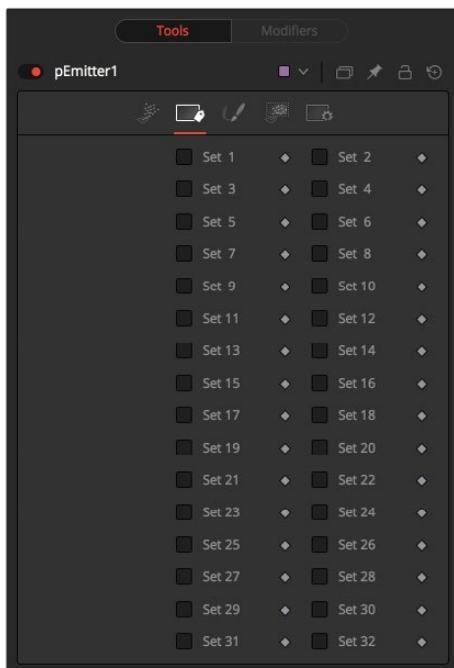 Tools Modifiers
pEmitter1
Set 1 Set 2
Set 3 Set 4
Set 5 Set 6
Set 7 Set 8
Set 9 Set 10
Set 11 Set 12
Set 13 Set 14
Set 15 Set 16
Set 17 Set 18
Set 19 Set 20
Set 21 Set 22
Set 23 Set 24
Set 25 Set 26
Set 27 Set 28
Set 29 Set 30
Set 31 Set 32